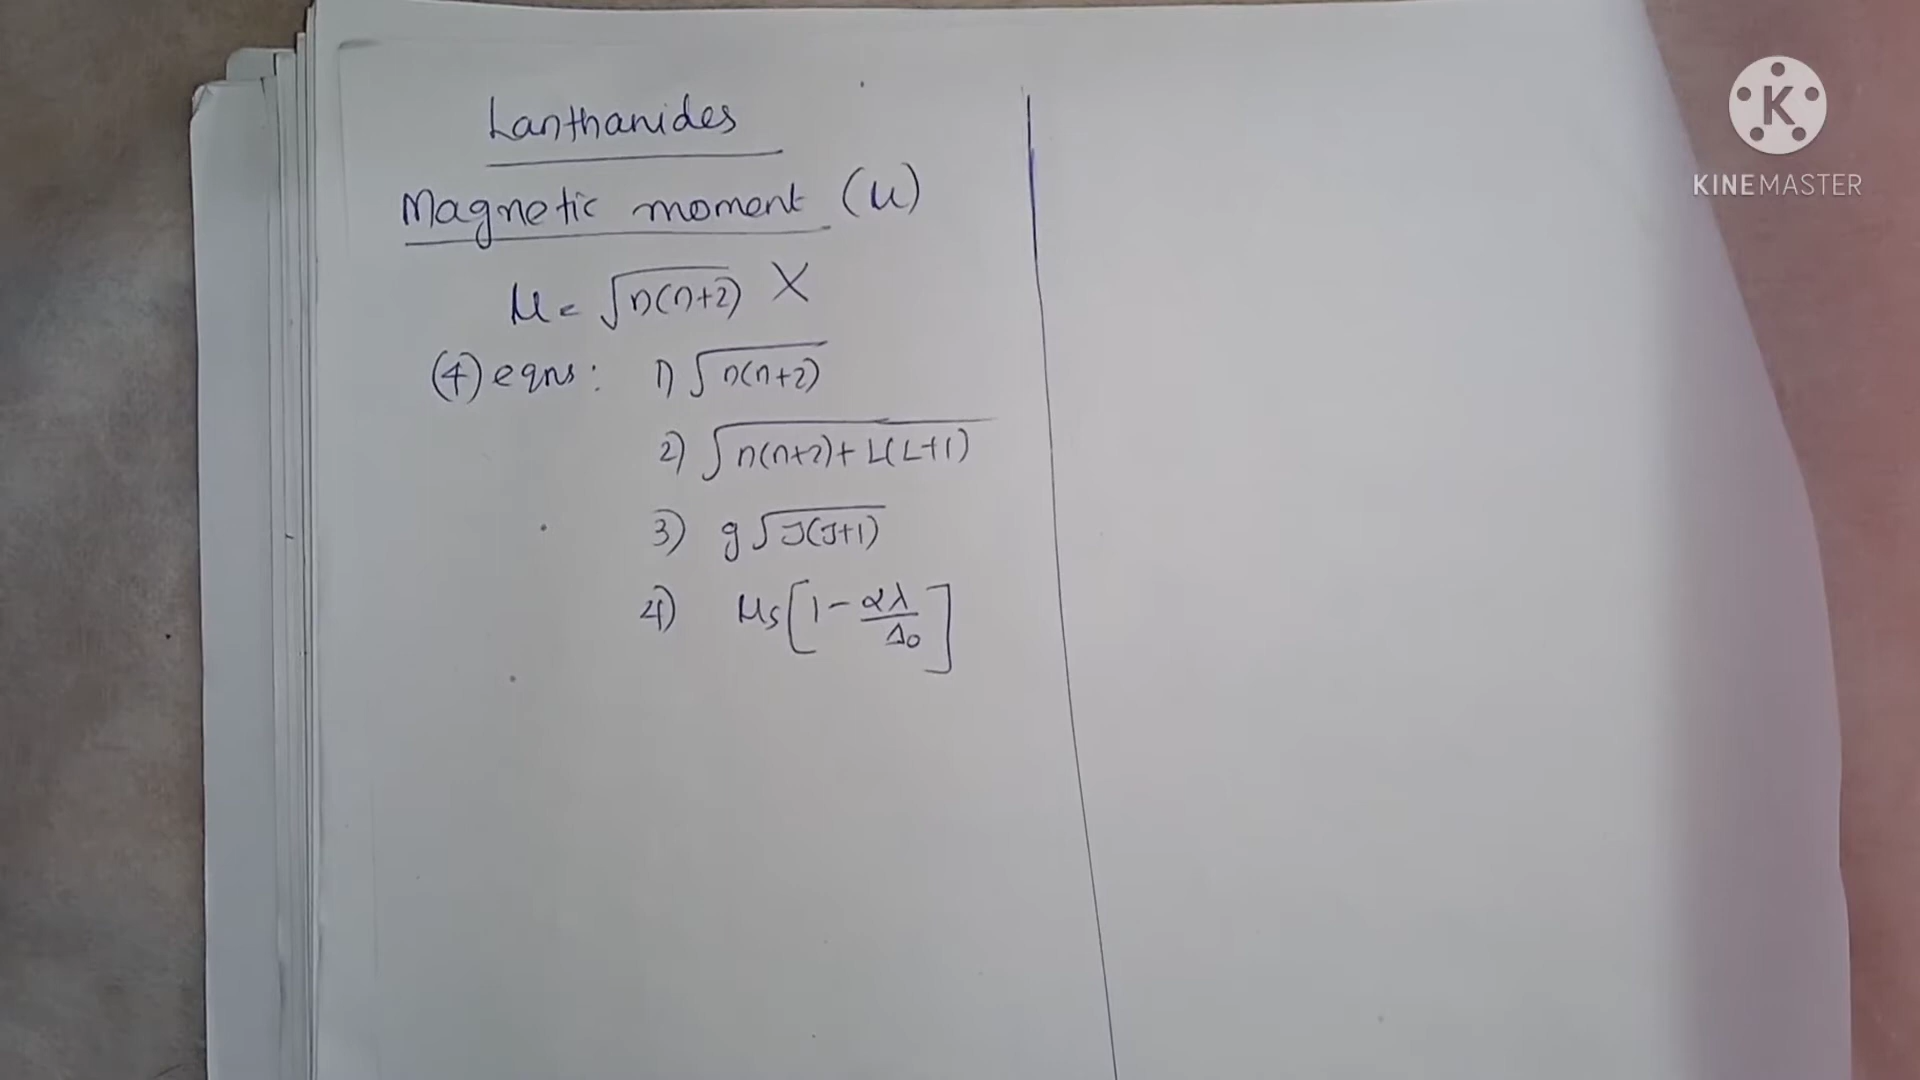 Lanthanides
Magnetic moment (μ)
μ = √n(n+2) X
(4) eqns : 1) √n(n+2)
2) √n(n+2)+L(L+1)
3) g√J(J+1)
4) μs[1-αλ/Δo]
K
KINEMASTER